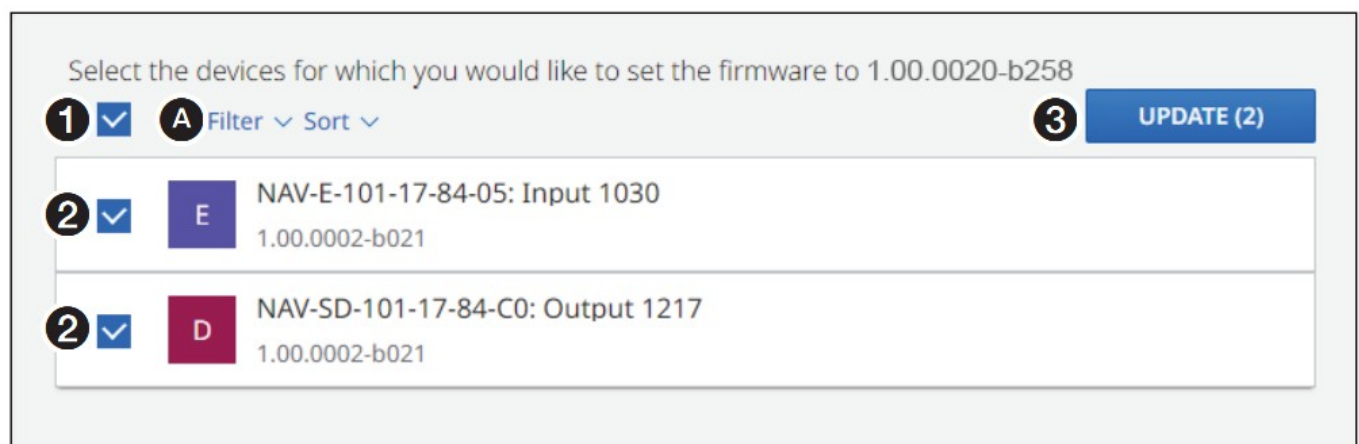 Select the devices for which you would like to set the firmware to 1.00.0020-b258
1 A Filter Sort 3 UPDATE (2)
2 E NAV-E-101-17-84-05: Input 1030
1.00.0002-b021
2 D NAV-SD-101-17-84-C0: Output 1217
1.00.0002-b021